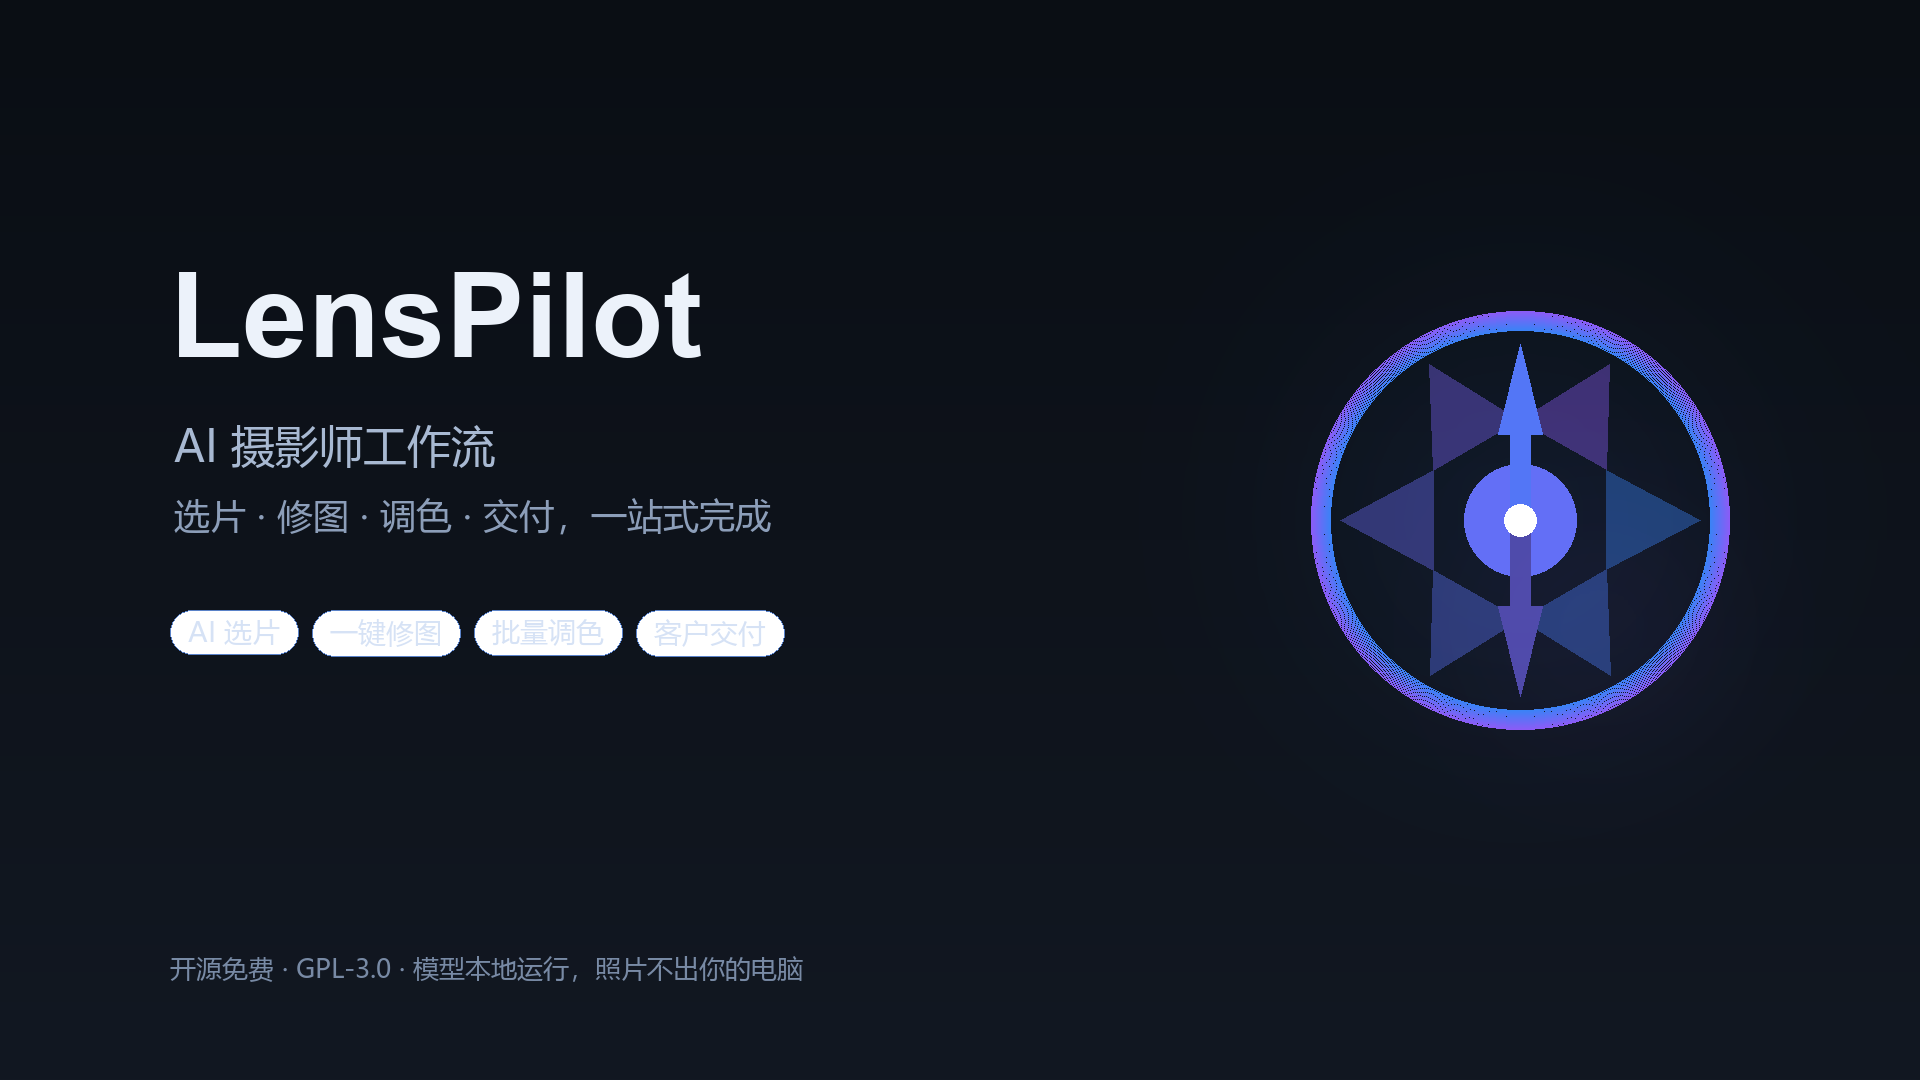 LensPilot
AI 摄影师工作流
选片 · 修图 · 调色 · 交付，一站式完成
AI 选片 一键修图 批量调色 客户交付
开源免费 · GPL-3.0 · 模型本地运行，照片不出你的电脑